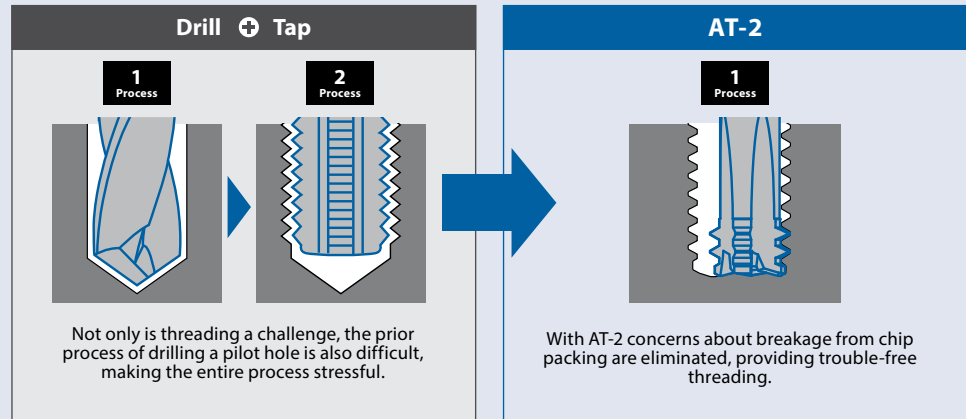 Drill + Tap
1
Process
2
Process
Not only is threading a challenge, the prior
process of drilling a pilot hole is also difficult,
making the entire process stressful.
AT-2
1
Process
With AT-2 concerns about breakage from chip
packing are eliminated, providing trouble-free
threading.